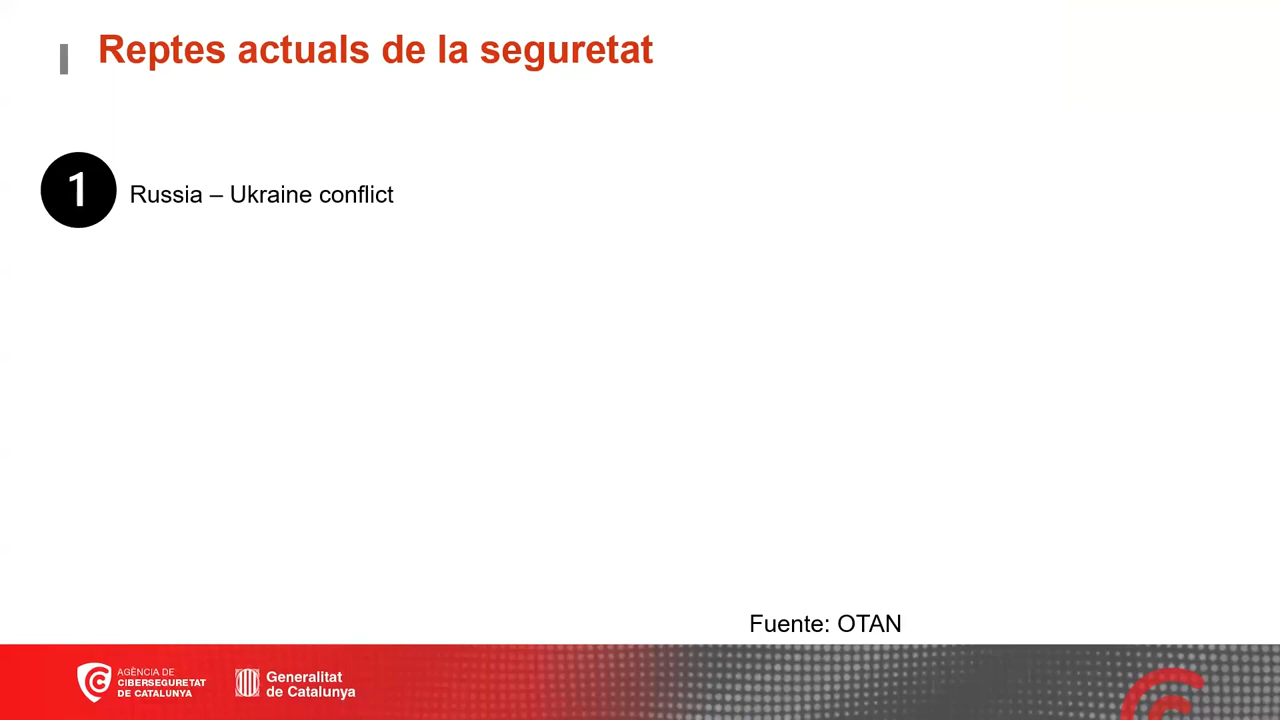 Reptes actuals de la seguretat
1
Russia – Ukraine conflict
Fuente: OTAN
AGÈNCIA DE
CIBERSEGURETAT
DE CATALUNYA
Generalitat
de Catalunya